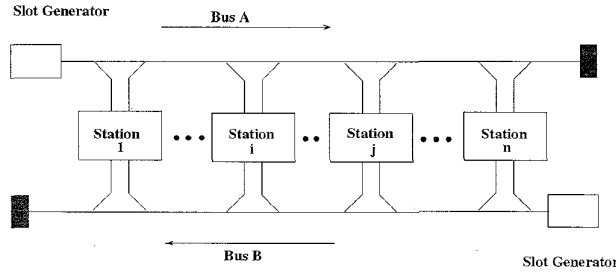 Slot Generator
Bus A
Station
1
Station
i
Station
j
Station
n
Bus B
Slot Generator